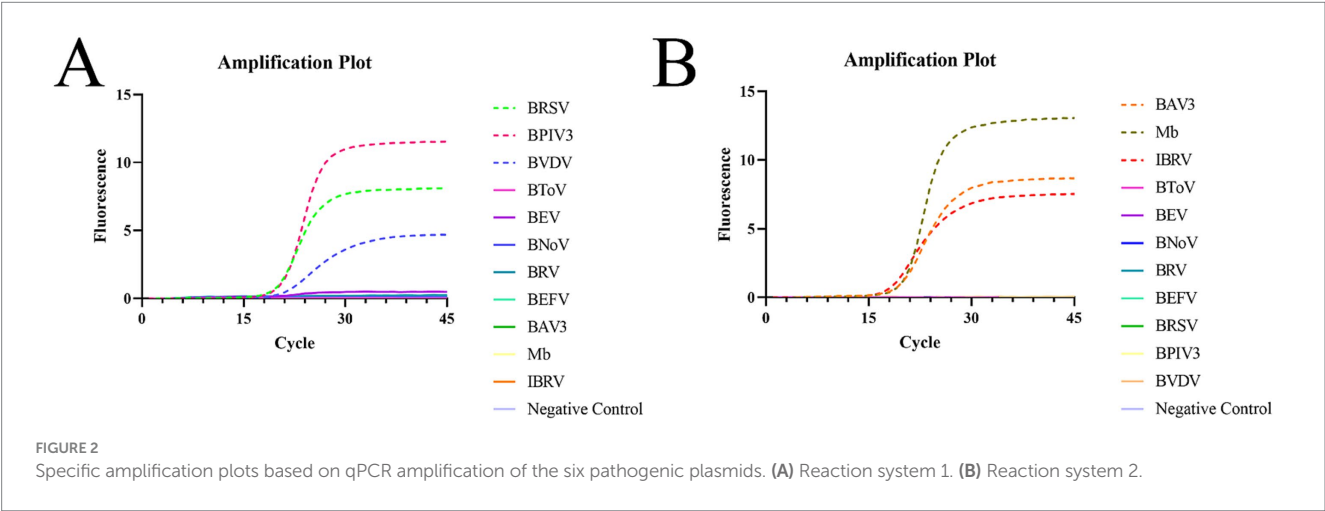 A
Amplification Plot
15
10
5
0
Fluorescence
0 15 30 45
Cycle
BRSV
BPIV3
BVDV
BToV
BEV
BNoV
BRV
BEFV
BAV3
Mb
IBRV
Negative Control
B
Amplification Plot
15
10
5
0
Fluorescence
0 15 30 45
Cycle
BAV3
Mb
IBRV
BToV
BEV
BNoV
BRV
BEFV
BRSV
BPIV3
BVDV
Negative Control
FIGURE 2
Specific amplification plots based on qPCR amplification of the six pathogenic plasmids. (A) Reaction system 1. (B) Reaction system 2.